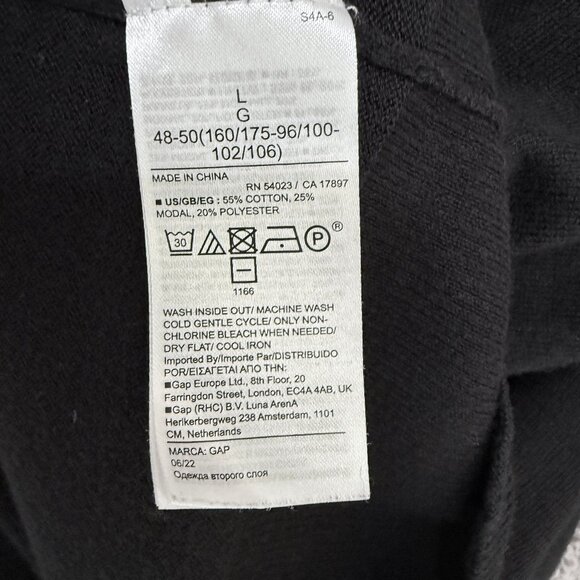 S4A-6
L
G
48-50(160/175-96/100-
102/106)
MADE IN CHINA
RN 54023 / CA 17897
■ US/GB/EG : 55% COTTON, 25%
MODAL, 20% POLYESTER
30
P
®
1166
WASH INSIDE OUT/ MACHINE WASH
COLD GENTLE CYCLE/ ONLY NON-
CHLORINE BLEACH WHEN NEEDED/
DRY FLAT/ COOL IRON
Imported By/Importe Par/DISTRIBUIDO
POR/ΕΙΣΑΓΕΤΑΙ ΑΠΟ ΤΗΝ:
■Gap Europe Ltd., 8th Floor, 20
Farringdon Street, London, EC4A 4AB, UK
■Gap (RHC) B.V. Luna ArenA
Herikerbergweg 238 Amsterdam, 1101
CM, Netherlands
MARCA: GAP
06/22
Одежда второго слоя